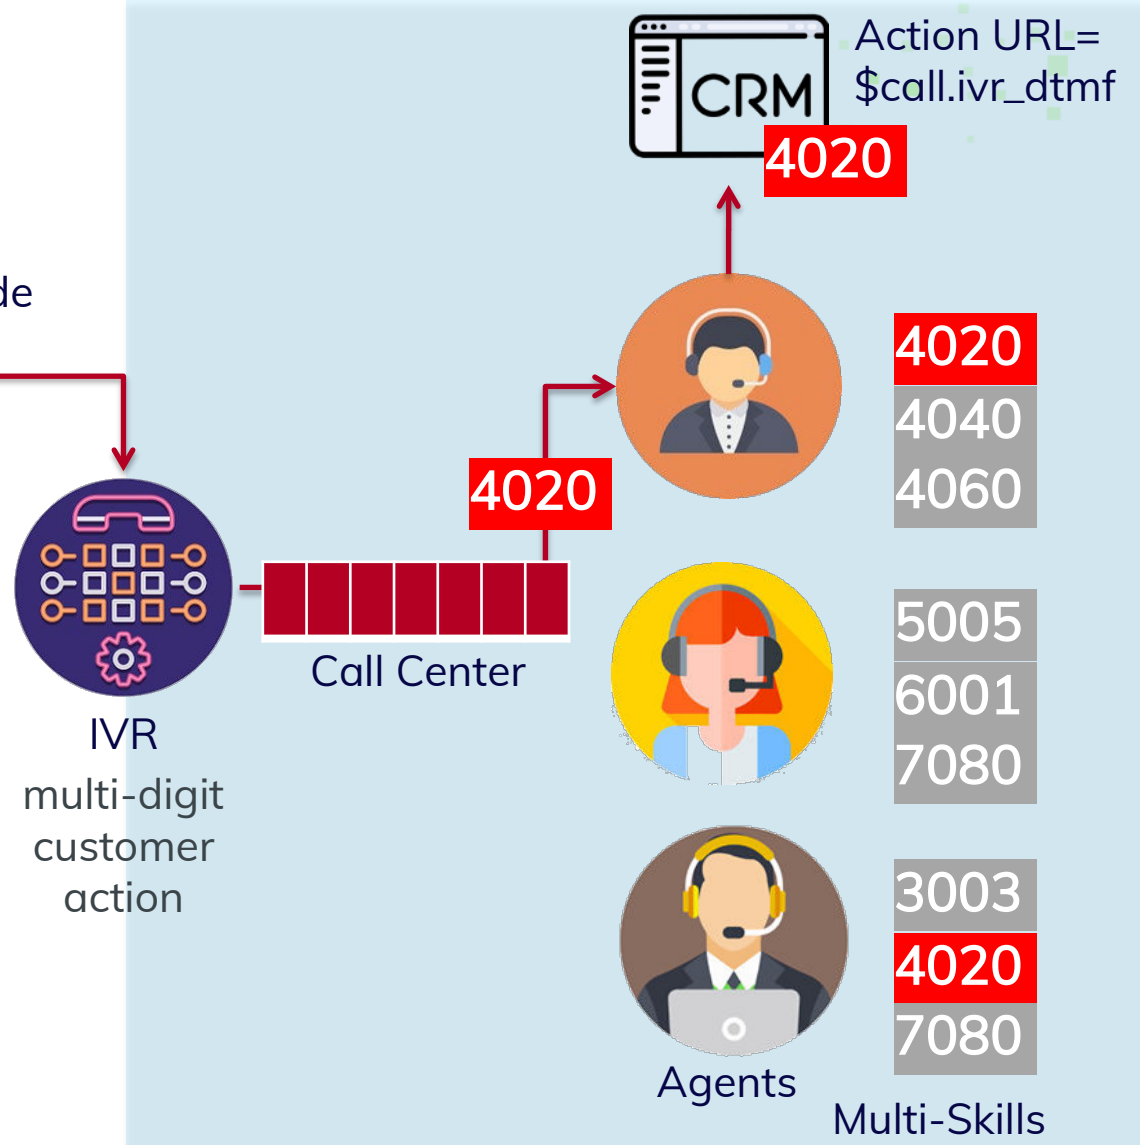 CRM
Action URL=
$call.ivr_dtmf
4020
de
4020
4040
4060
4020
5005
6001
7080
Call Center
IVR
multi-digit
customer
action
3003
4020
7080
Agents
Multi-Skills